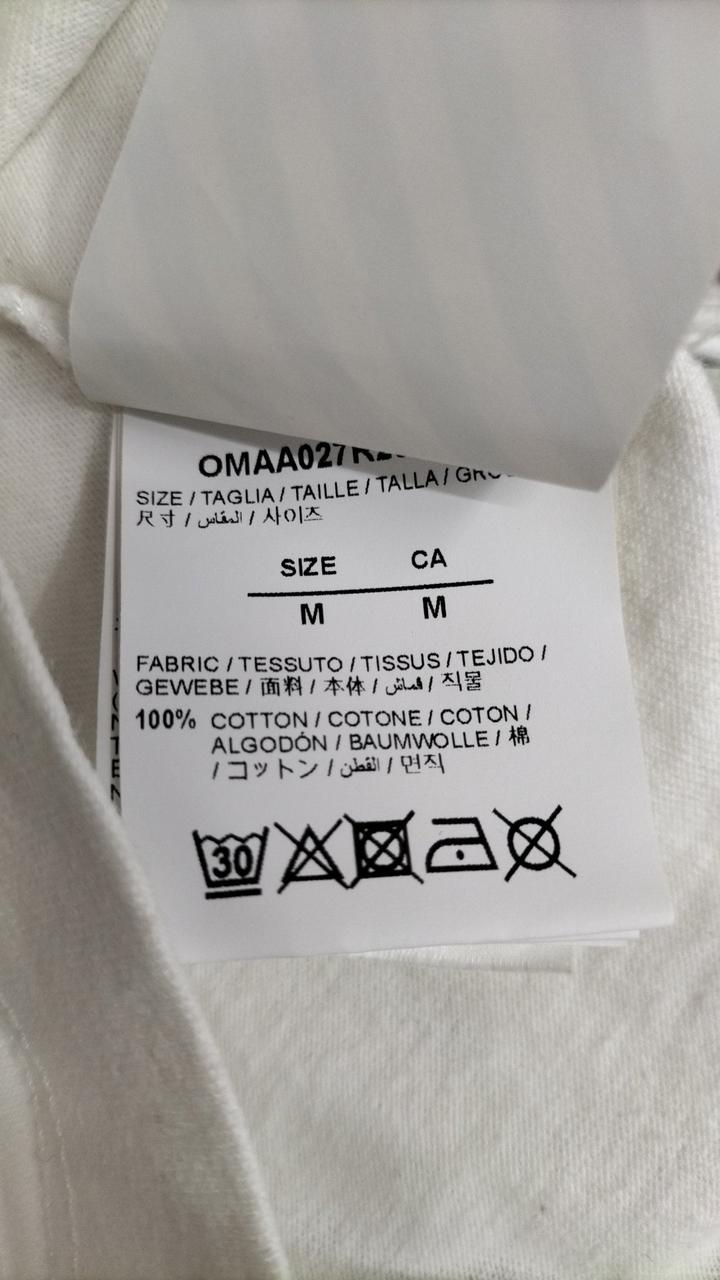 OMAA027R
SIZE / TAGLIA / TAILLE / TALLA /
尺寸 / المقاس / 사이즈
SIZE CA
M M
FABRIC / TESSUTO / TISSUS / TEJIDO /
GEWEBE / 面料 / 本体 / قماش / 직물
100% COTTON / COTONE / COTON /
ALGODÓN / BAUMWOLLE / 棉
/ コットン / القطن / 면직
30